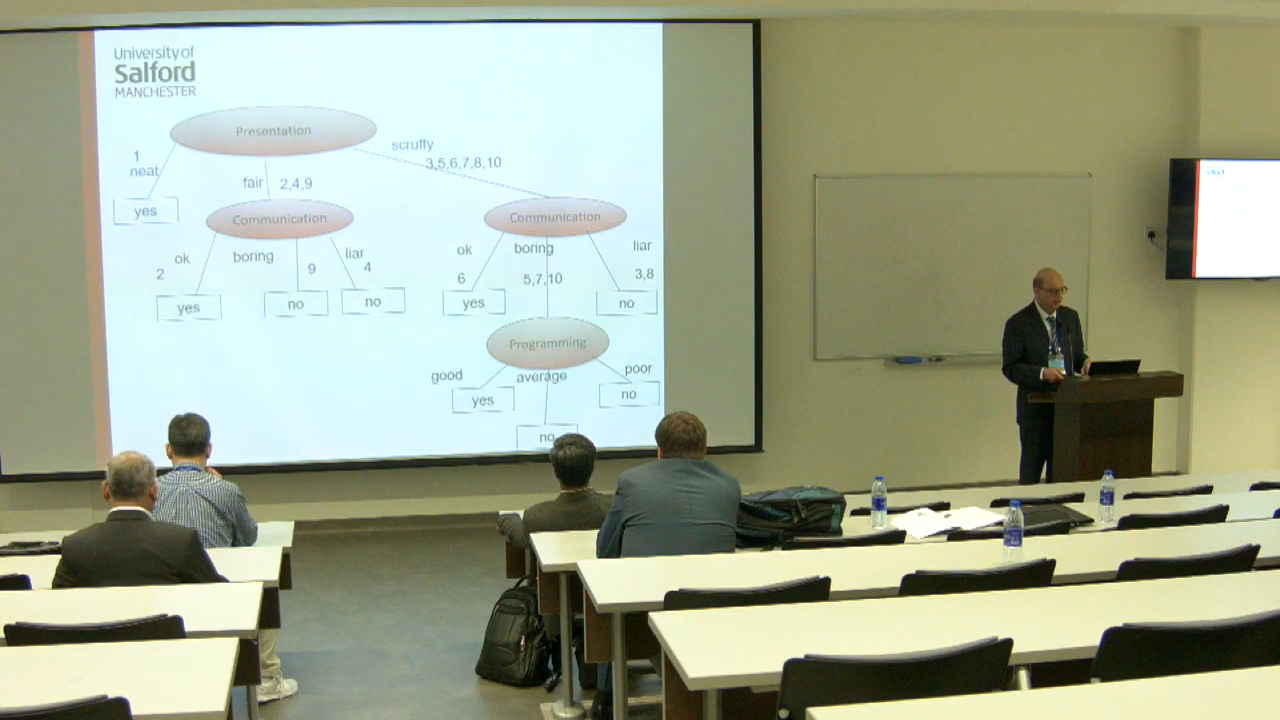 University of
Salford
MANCHESTER
Presentation
scruffy
3,5,6,7,8,10
1
neat
fair
2,4,9
yes
Communication
Communication
ok
boring
liar
ok
boring
liar
2
9
4
6
5,7,10
3,8
yes
no
no
yes
no
Programming
good
average
poor
yes
no
no